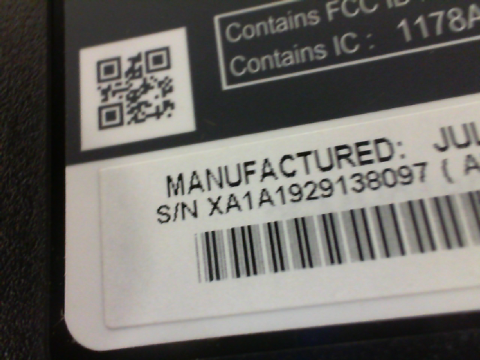 Contains FCC ID
Contains IC : 1178A
MANUFACTURED: JUL
S/N XA1A1929138097 ( A